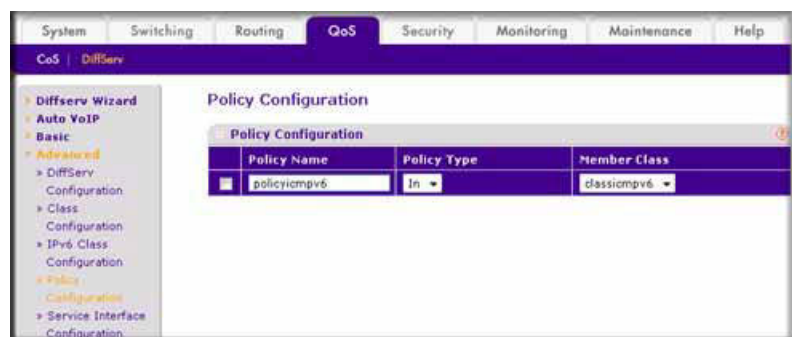 System Switching Routing QoS Security Monitoring Maintenance Help
CoS | DiffServ
Diffserv Wizard
Auto VoIP
Basic
Advanced
» DiffServ
Configuration
» Class
Configuration
» IPv6 Class
Configuration
» Policy
Configuration
» Service Interface
Configuration
Policy Configuration
Policy Configuration
Policy Name Policy Type Member Class
policyicmpv6 In classicmpv6